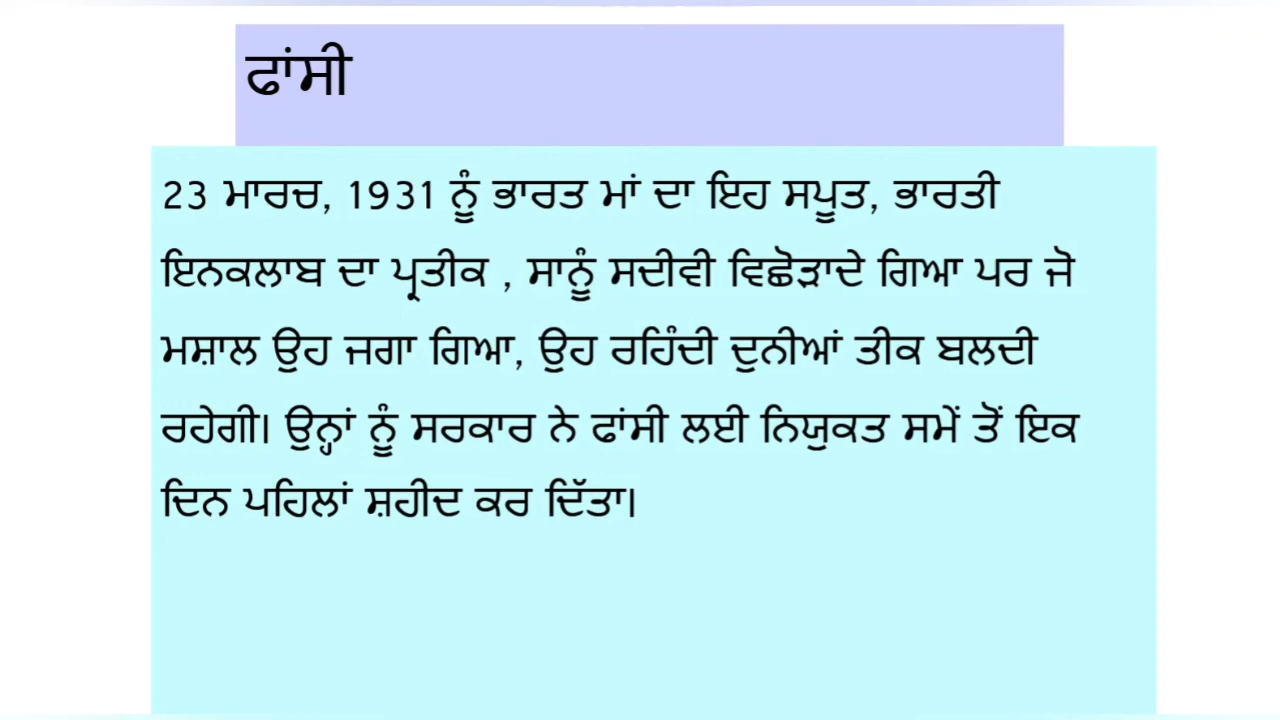 ਫਾਂਸੀ
23 ਮਾਰਚ, 1931 ਨੂੰ ਭਾਰਤ ਮਾਂ ਦਾ ਇਹ ਸਪੂਤ, ਭਾਰਤੀ
ਇਨਕਲਾਬ ਦਾ ਪ੍ਰਤੀਕ , ਸਾਨੂੰ ਸਦੀਵੀ ਵਿਛੋੜਾਦੇ ਗਿਆ ਪਰ ਜੋ
ਮਸ਼ਾਲ ਉਹ ਜਗਾ ਗਿਆ, ਉਹ ਰਹਿੰਦੀ ਦੁਨੀਆਂ ਤੀਕ ਬਲਦੀ
ਰਹੇਗੀ। ਉਨ੍ਹਾਂ ਨੂੰ ਸਰਕਾਰ ਨੇ ਫਾਂਸੀ ਲਈ ਨਿਯੁਕਤ ਸਮੇਂ ਤੋਂ ਇਕ
ਦਿਨ ਪਹਿਲਾਂ ਸ਼ਹੀਦ ਕਰ ਦਿੱਤਾ।